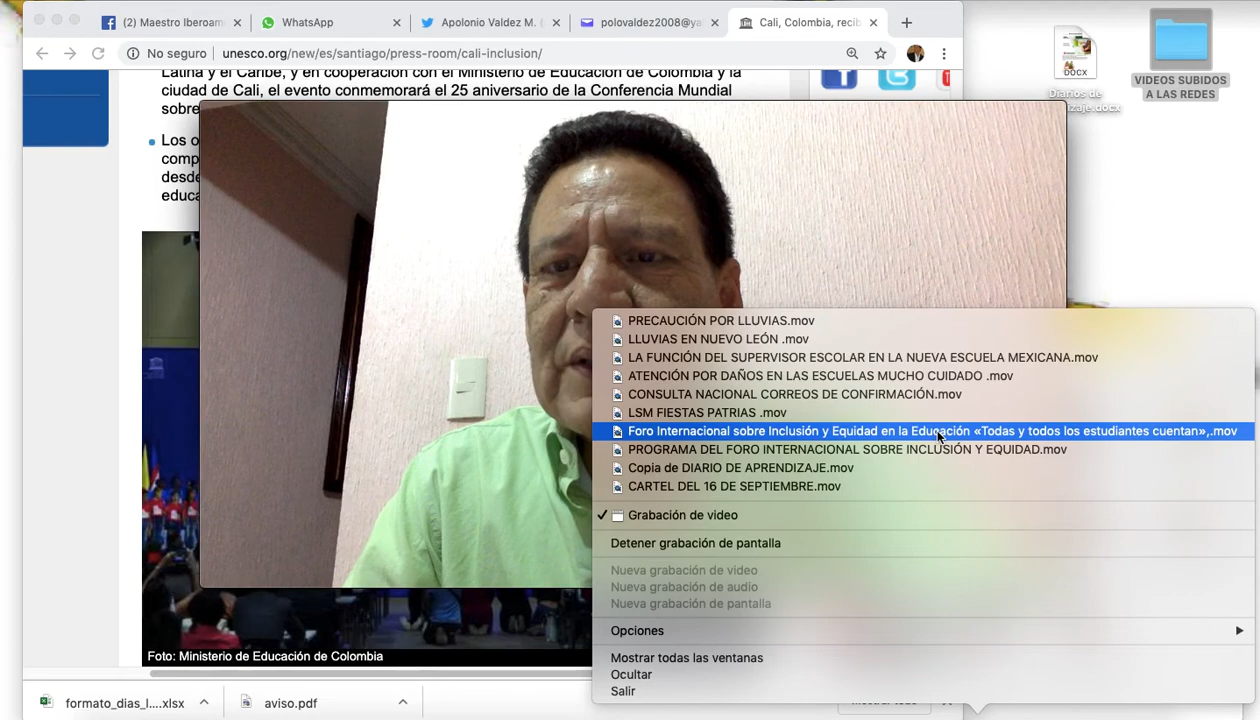 (2) Maestro Iberoam
WhatsApp
Apolonio Valdez M. (
polovaldez2008@ya
Cali, Colombia, recib
No seguro
unesco.org/new/es/santiago/press-room/cali-inclusion/
Latina y el Caribe, y en cooperación con el Ministerio de Educación de Colombia y la
ciudad de Cali, el evento conmemorará el 25 aniversario de la Conferencia Mundial
sobre
Los o
comp
desde
educa
DOCX
Diarios de
zaje.docx
VIDEOS SUBIDOS
A LAS REDES
PRECAUCIÓN POR LLUVIAS.mov
LLUVIAS EN NUEVO LEÓN .mov
LA FUNCIÓN DEL SUPERVISOR ESCOLAR EN LA NUEVA ESCUELA MEXICANA.mov
ATENCIÓN POR DAÑOS EN LAS ESCUELAS MUCHO CUIDADO .mov
CONSULTA NACIONAL CORREOS DE CONFIRMACIÓN.mov
LSM FIESTAS PATRIAS .mov
Foro Internacional sobre Inclusión y Equidad en la Educación «Todas y todos los estudiantes cuentan»,.mov
PROGRAMA DEL FORO INTERNACIONAL SOBRE INCLUSIÓN Y EQUIDAD.mov
Copia de DIARIO DE APRENDIZAJE.mov
CARTEL DEL 16 DE SEPTIEMBRE.mov
Grabación de video
Detener grabación de pantalla
Nueva grabación de video
Nueva grabación de audio
Nueva grabación de pantalla
Opciones
Mostrar todas las ventanas
Ocultar
Salir
Foto: Ministerio de Educación de Colombia
formato_dias_l....xlsx
aviso.pdf